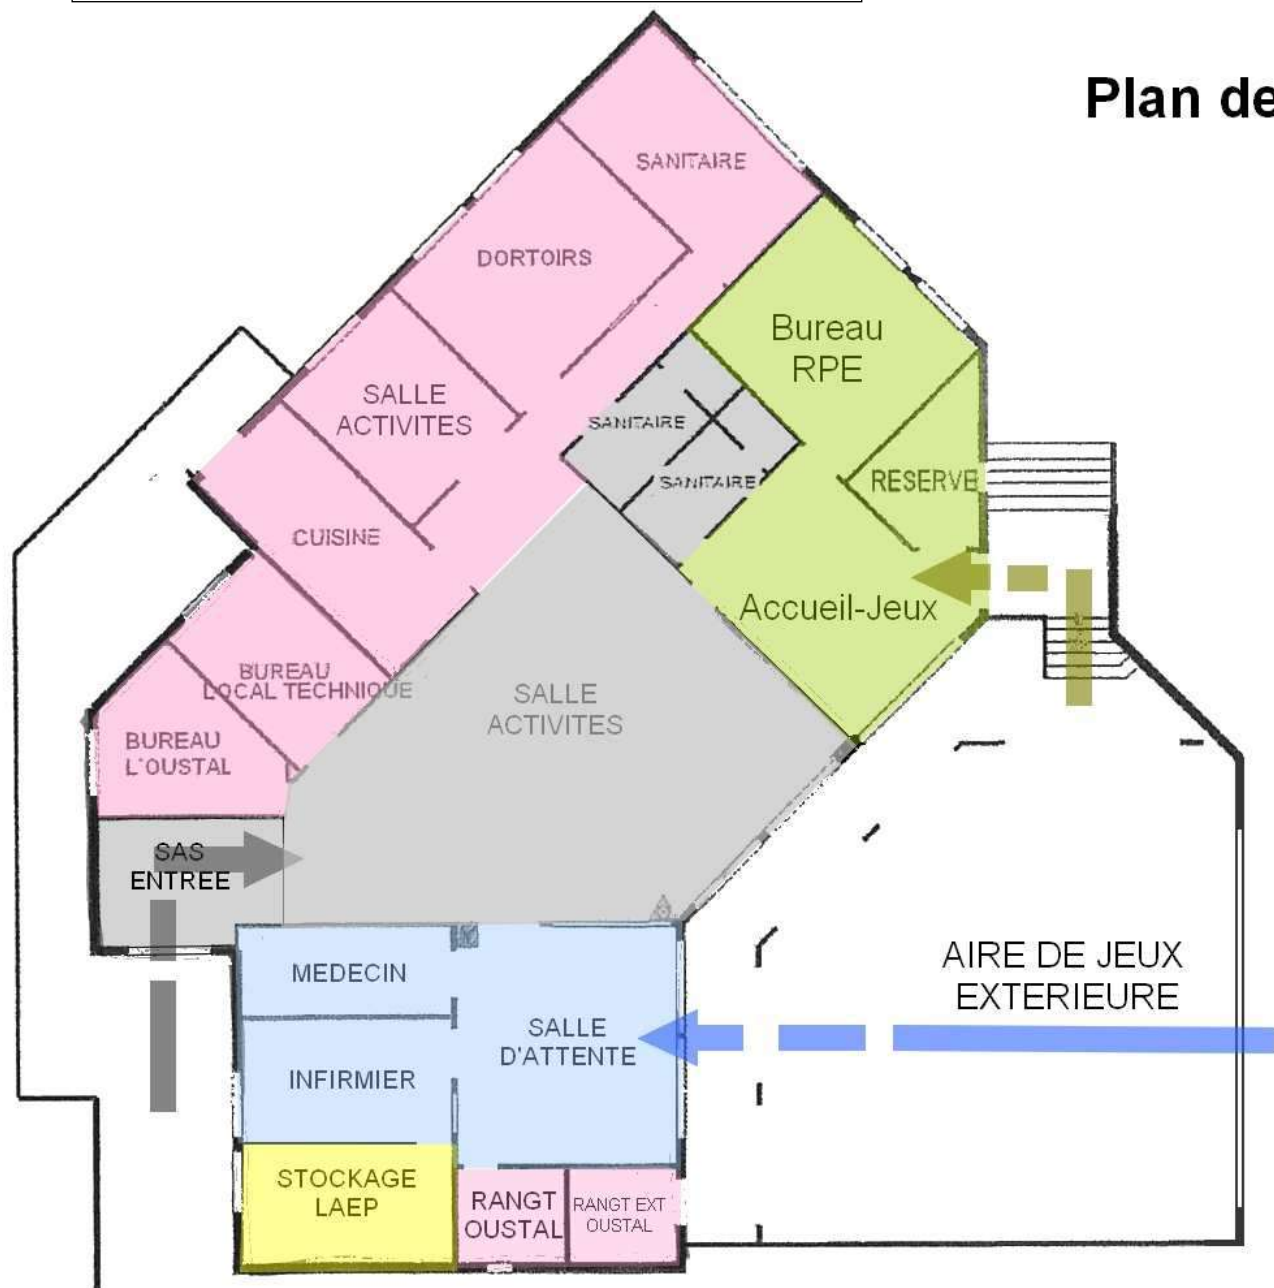 Plan de
SANITAIRE
DORTOIRS
Bureau
RPE
SALLE
ACTIVITES
SANITAIRE
SANITAIRE
RESERVE
CUISINE
Accueil-Jeux
BUREAU
LOCAL TECHNIQUE
SALLE
ACTIVITES
BUREAU
L'OUSTAL
SAS
ENTREE
MEDECIN
AIRE DE JEUX
EXTERIEURE
SALLE
D'ATTENTE
INFIRMIER
STOCKAGE
LAEP
RANGT
OUSTAL
RANGT EXT
OUSTAL